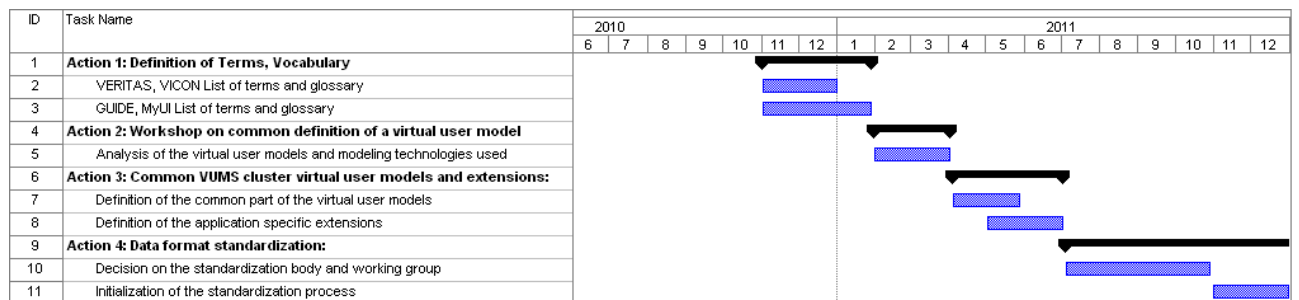 ID Task Name 2010 2011
6 7 8 9 10 11 12 1 2 3 4 5 6 7 8 9 10 11 12
1 Action 1: Definition of Terms, Vocabulary
2 VERITAS, VICON List of terms and glossary
3 GUIDE, MyUI List of terms and glossary
4 Action 2: Workshop on common definition of a virtual user model
5 Analysis of the virtual user models and modeling technologies used
6 Action 3: Common VUMS cluster virtual user models and extensions:
7 Definition of the common part of the virtual user models
8 Definition of the application specific extensions
9 Action 4: Data format standardization:
10 Decision on the standardization body and working group
11 Initialization of the standardization process